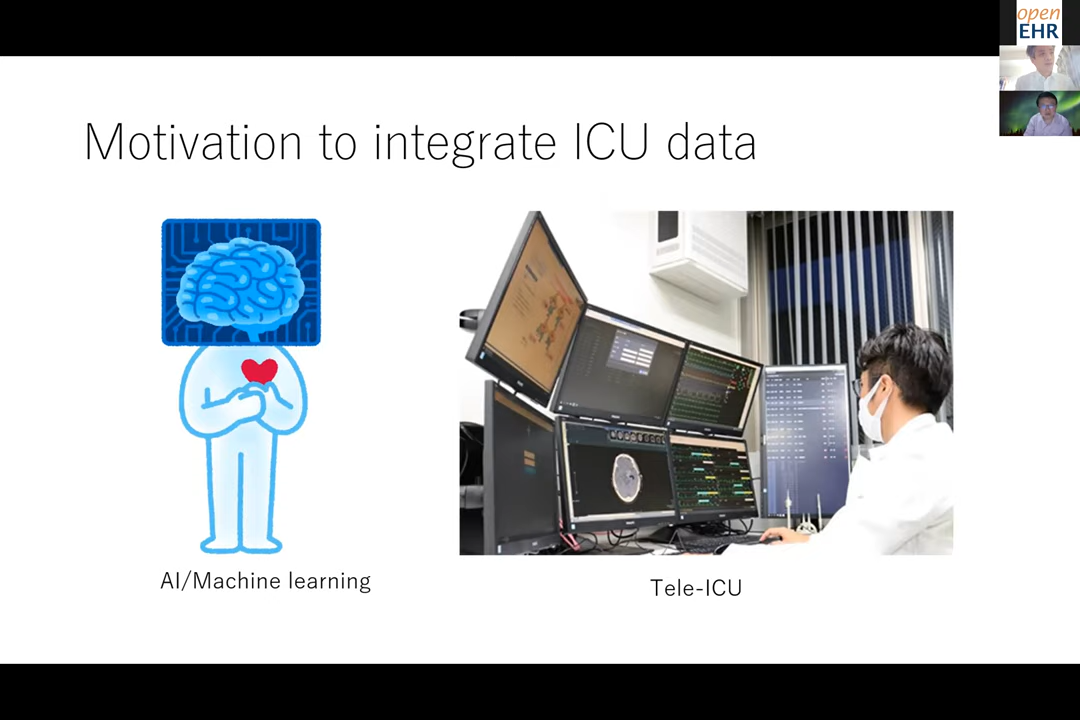 open
EHR
Motivation to integrate ICU data
AI/Machine learning
Tele-ICU